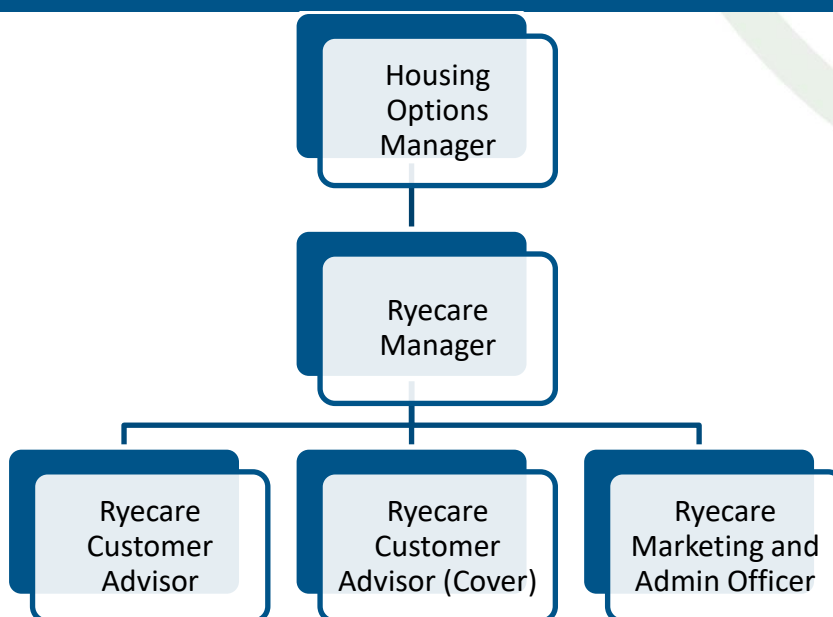 Housing
Options
Manager
Ryecare
Manager
Ryecare
Customer
Advisor
Ryecare
Customer
Advisor (Cover)
Ryecare
Marketing and
Admin Officer